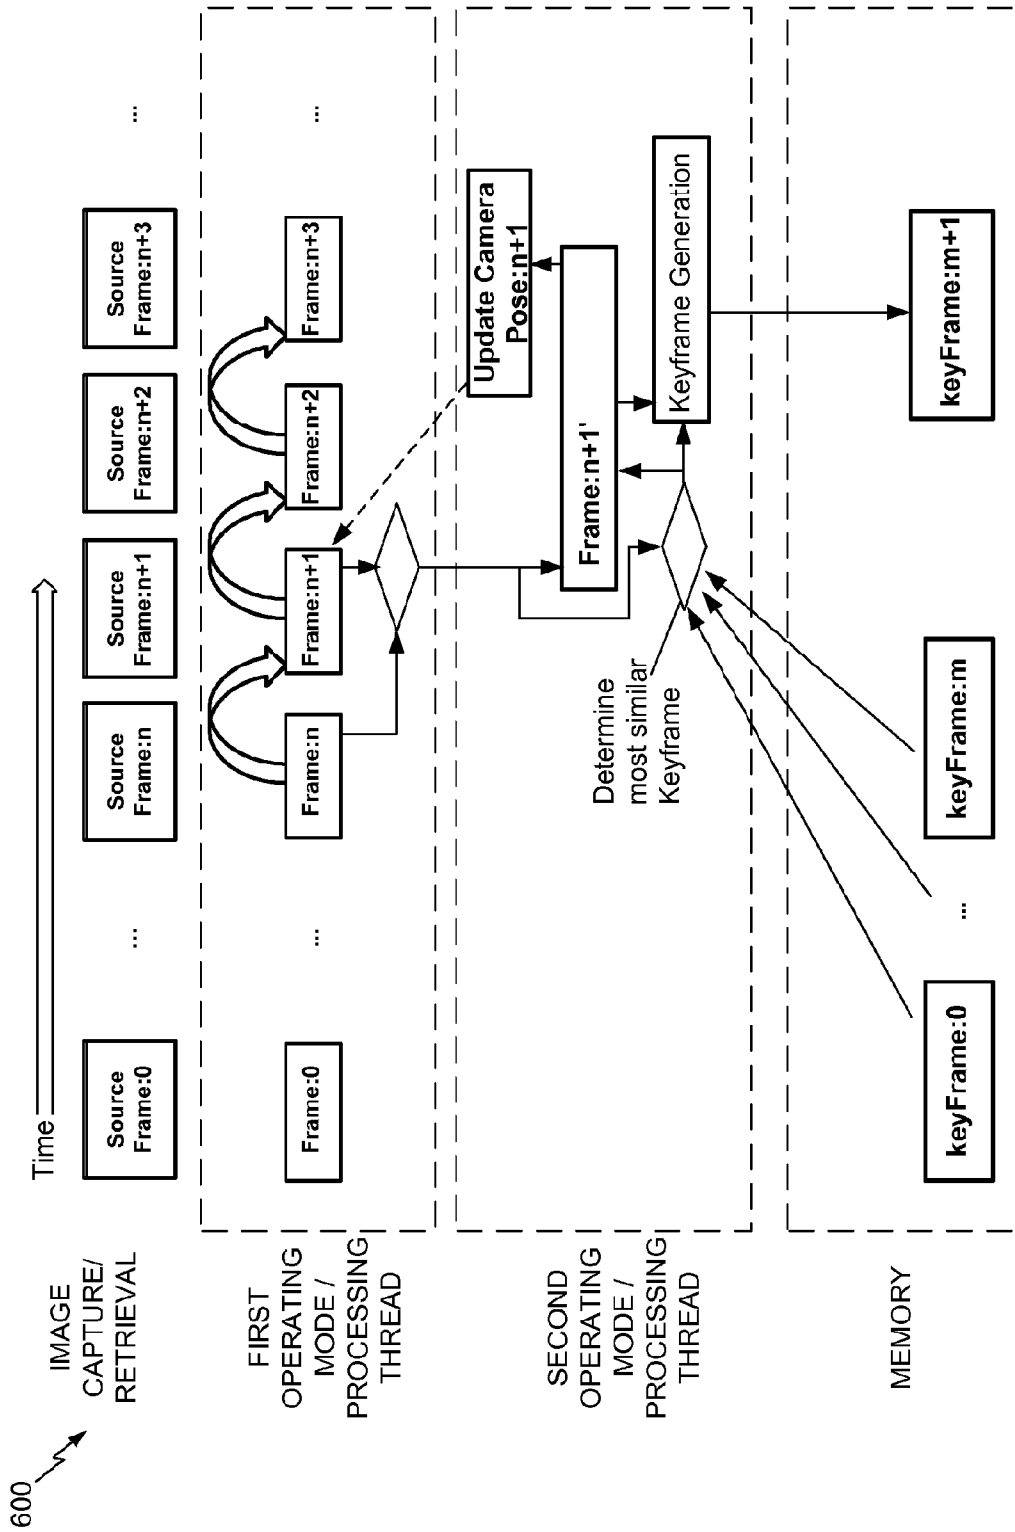 600
Time
IMAGE
CAPTURE/
RETRIEVAL
Source
Frame:0
...
Source
Frame:n
Source
Frame:n+1
Source
Frame:n+2
Source
Frame:n+3
...
FIRST
OPERATING
MODE /
PROCESSING
THREAD
Frame:0
...
Frame:n
Frame:n+1
Frame:n+2
Frame:n+3
...
SECOND
OPERATING
MODE /
PROCESSING
THREAD
Update Camera
Pose:n+1
Frame:n+1'
Determine
most similar
Keyframe
Keyframe Generation
MEMORY
keyFrame:0
...
keyFrame:m
keyFrame:m+1